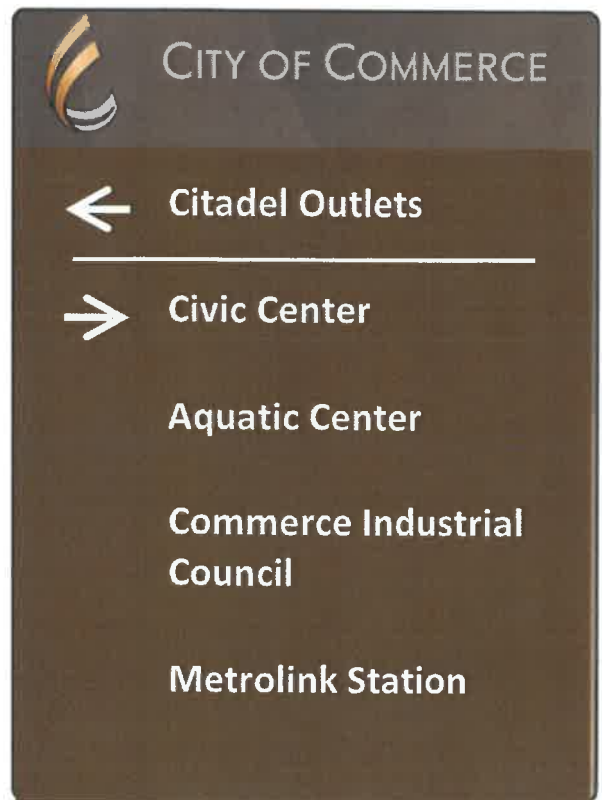 CITY OF COMMERCE
Citadel Outlets
Civic Center
Aquatic Center
Commerce Industrial
Council
Metrolink Station